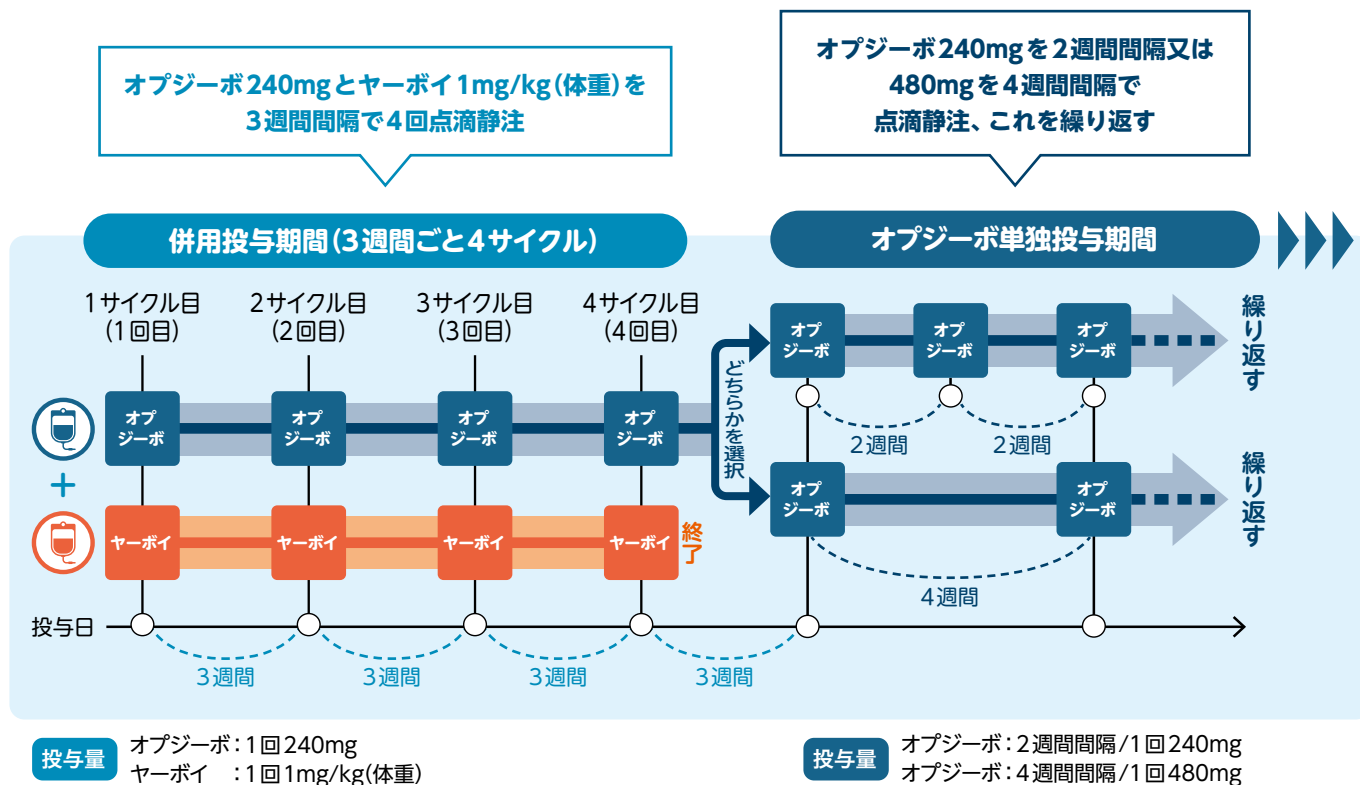 オプジーボ240mgとヤーボイ1mg/kg(体重)を
3週間間隔で4回点滴静注
オプジーボ240mgを2週間間隔又は
480mgを4週間間隔で
点滴静注、これを繰り返す
併用投与期間(3週間ごと4サイクル)
オプジーボ単独投与期間
1サイクル目
(1回目)
2サイクル目
(2回目)
3サイクル目
(3回目)
4サイクル目
(4回目)
オプ
ジーボ
オプ
ジーボ
オプ
ジーボ
オプ
ジーボ
+
ヤーボイ
ヤーボイ
ヤーボイ
ヤーボイ
終了
どちらかを選択
オプ
ジーボ
オプ
ジーボ
オプ
ジーボ
繰り返す
2週間
2週間
オプ
ジーボ
オプ
ジーボ
繰り返す
4週間
投与日
3週間
3週間
3週間
3週間
投与量
オプジーボ:1回240mg
ヤーボイ :1回1mg/kg(体重)
投与量
オプジーボ:2週間間隔/1回240mg
オプジーボ:4週間間隔/1回480mg